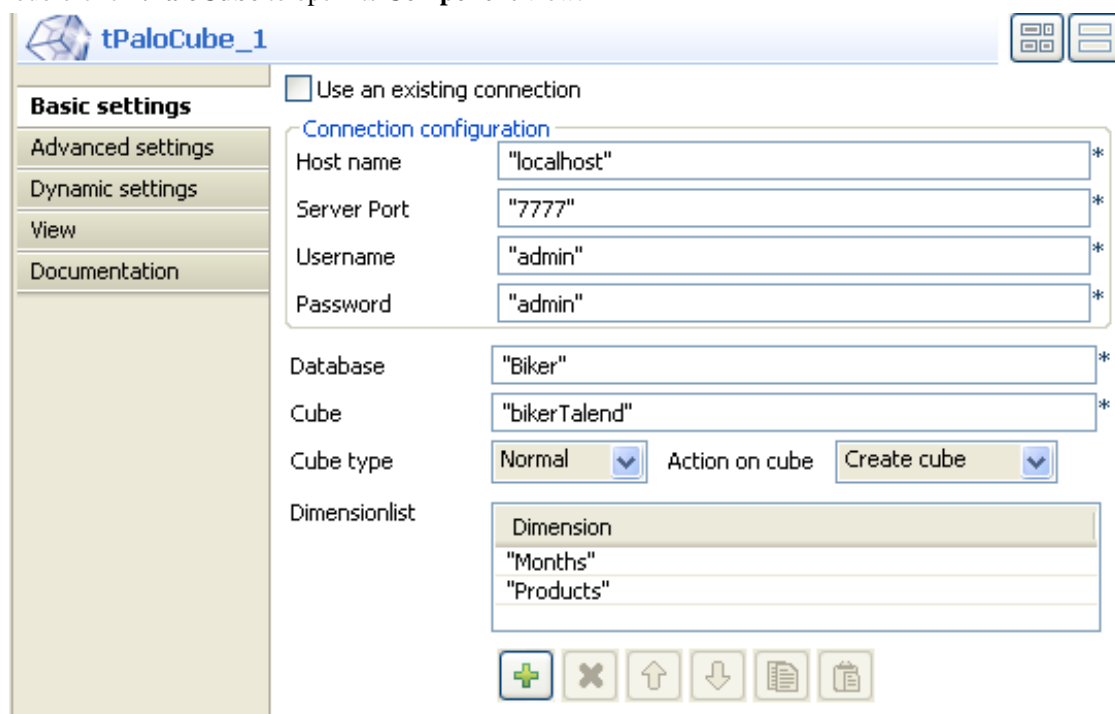 tPaloCube_1
Basic settings
Advanced settings
Dynamic settings
View
Documentation
Use an existing connection
Connection configuration
Host name "localhost" *
Server Port "7777" *
Username "admin" *
Password "admin" *
Database "Biker" *
Cube "bikerTalend" *
Cube type Normal Action on cube Create cube
Dimensionlist
Dimension
"Months"
"Products"